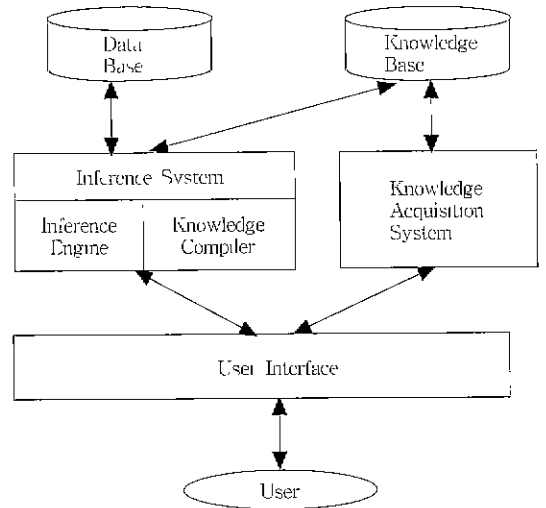 Data
Base
Knowledge
Base
Inference System
Inference
Engine
Knowledge
Compiler
Knowledge
Acquisition
System
User Interface
User